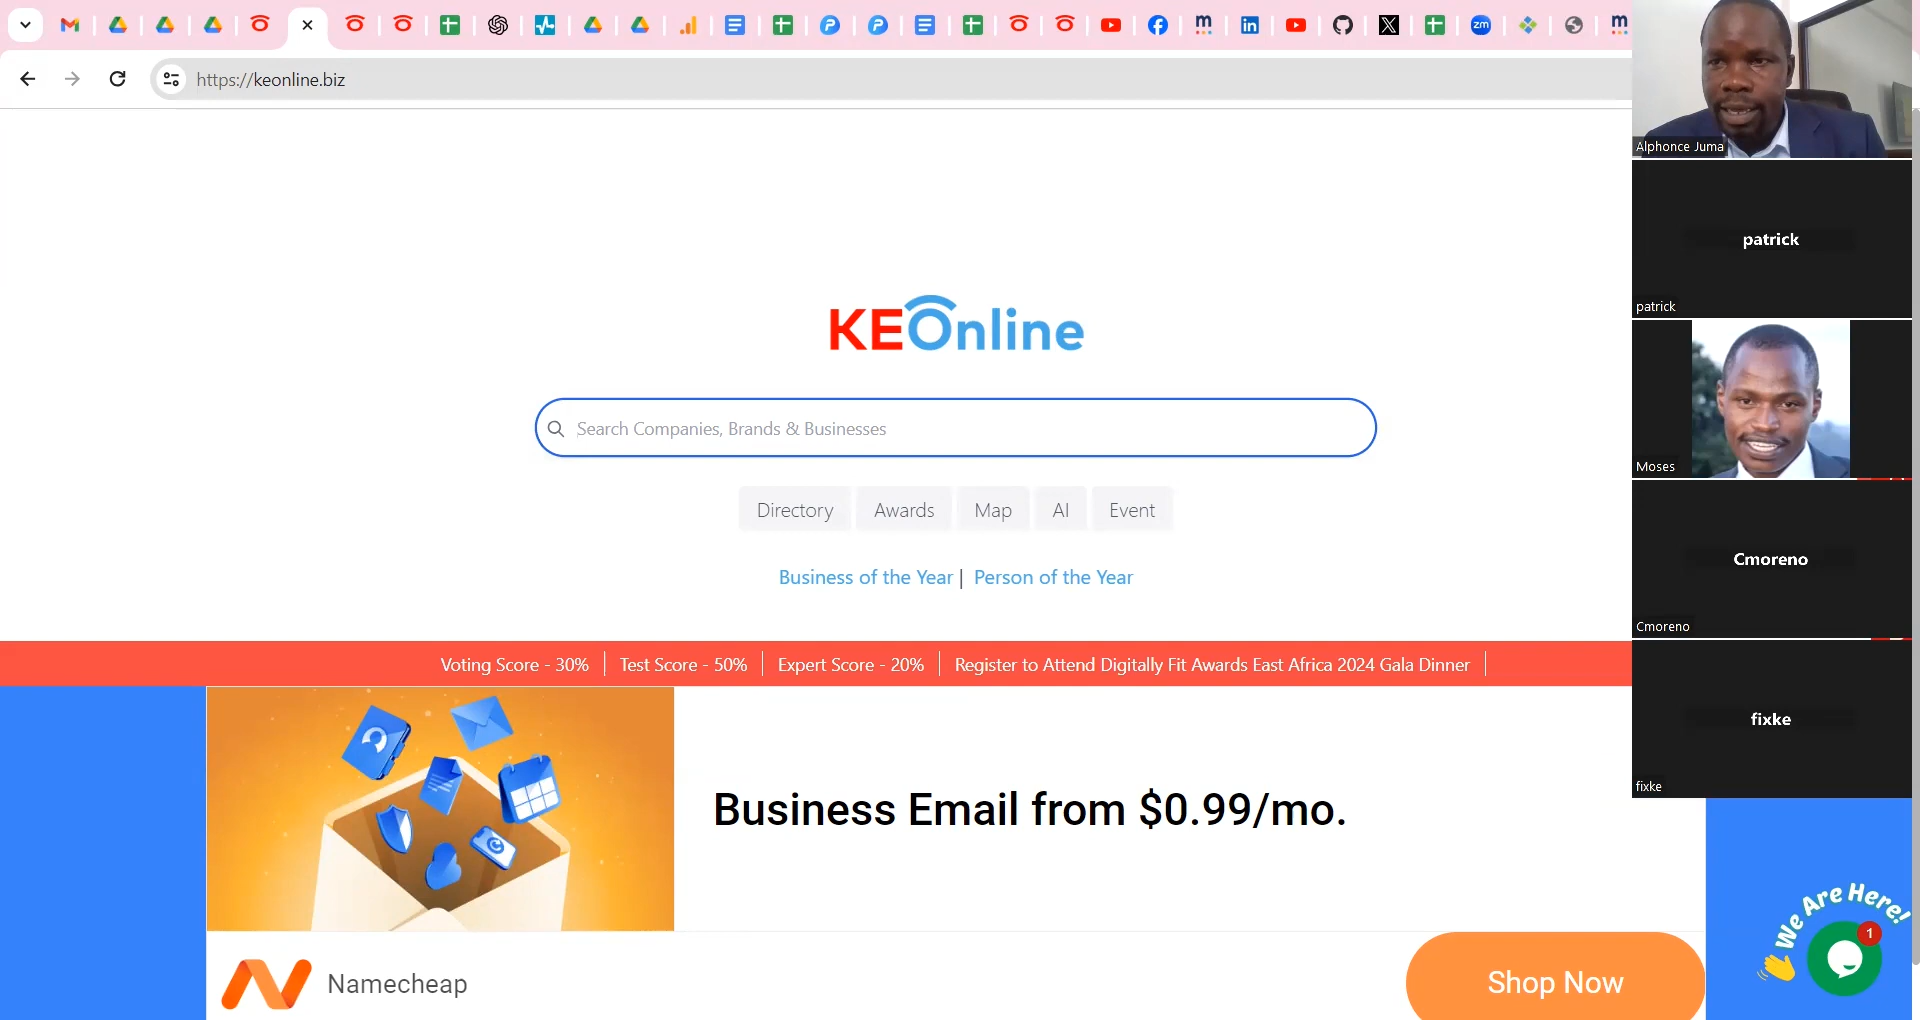 https://keonline.biz
KEOnline
Search Companies, Brands & Businesses
Directory
Awards
Map
AI
Event
Business of the Year | Person of the Year
Voting Score - 30% | Test Score - 50% | Expert Score - 20% | Register to Attend Digitally Fit Awards East Africa 2024 Gala Dinner |
Business Email from $0.99/mo.
Namecheap
Shop Now
We Are Here!
1
Alphonce Juma
patrick
patrick
Moses
Cmoreno
Cmoreno
fixke
fixke
zm
m
m